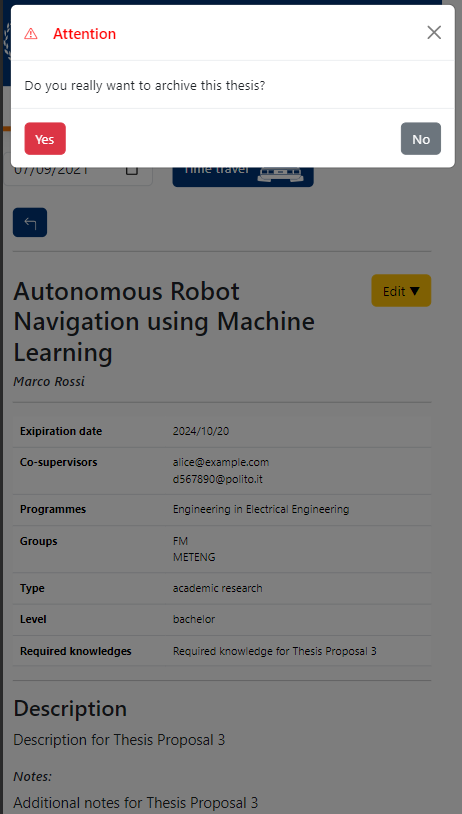 Attention
Do you really want to archive this thesis?
Yes
No
07/09/2021
Time travel
Autonomous Robot
Navigation using Machine
Learning
Edit ▼
Marco Rossi
Exipiration date 2024/10/20
Co-supervisors alice@example.com
d567890@polito.it
Programmes Engineering in Electrical Engineering
Groups FM
METENG
Type academic research
Level bachelor
Required knowledges Required knowledge for Thesis Proposal 3
Description
Description for Thesis Proposal 3
Notes:
Additional notes for Thesis Proposal 3